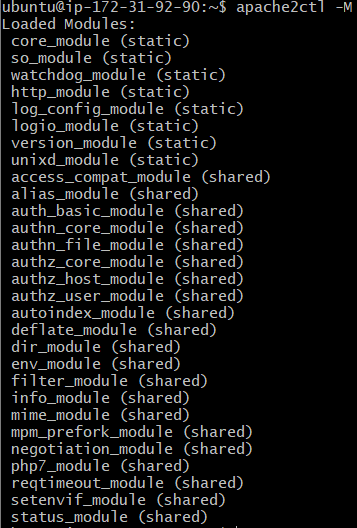 ubuntu@ip-172-31-92-90:~$ apache2ctl -M
Loaded Modules:
core_module (static)
so_module (static)
watchdog_module (static)
http_module (static)
log_config_module (static)
logio_module (static)
version_module (static)
unixd_module (static)
access_compat_module (shared)
alias_module (shared)
auth_basic_module (shared)
authn_core_module (shared)
authn_file_module (shared)
authz_core_module (shared)
authz_host_module (shared)
authz_user_module (shared)
autoindex_module (shared)
deflate_module (shared)
dir_module (shared)
env_module (shared)
filter_module (shared)
info_module (shared)
mime_module (shared)
mpm_prefork_module (shared)
negotiation_module (shared)
php7_module (shared)
reqtimeout_module (shared)
setenvif_module (shared)
status_module (shared)